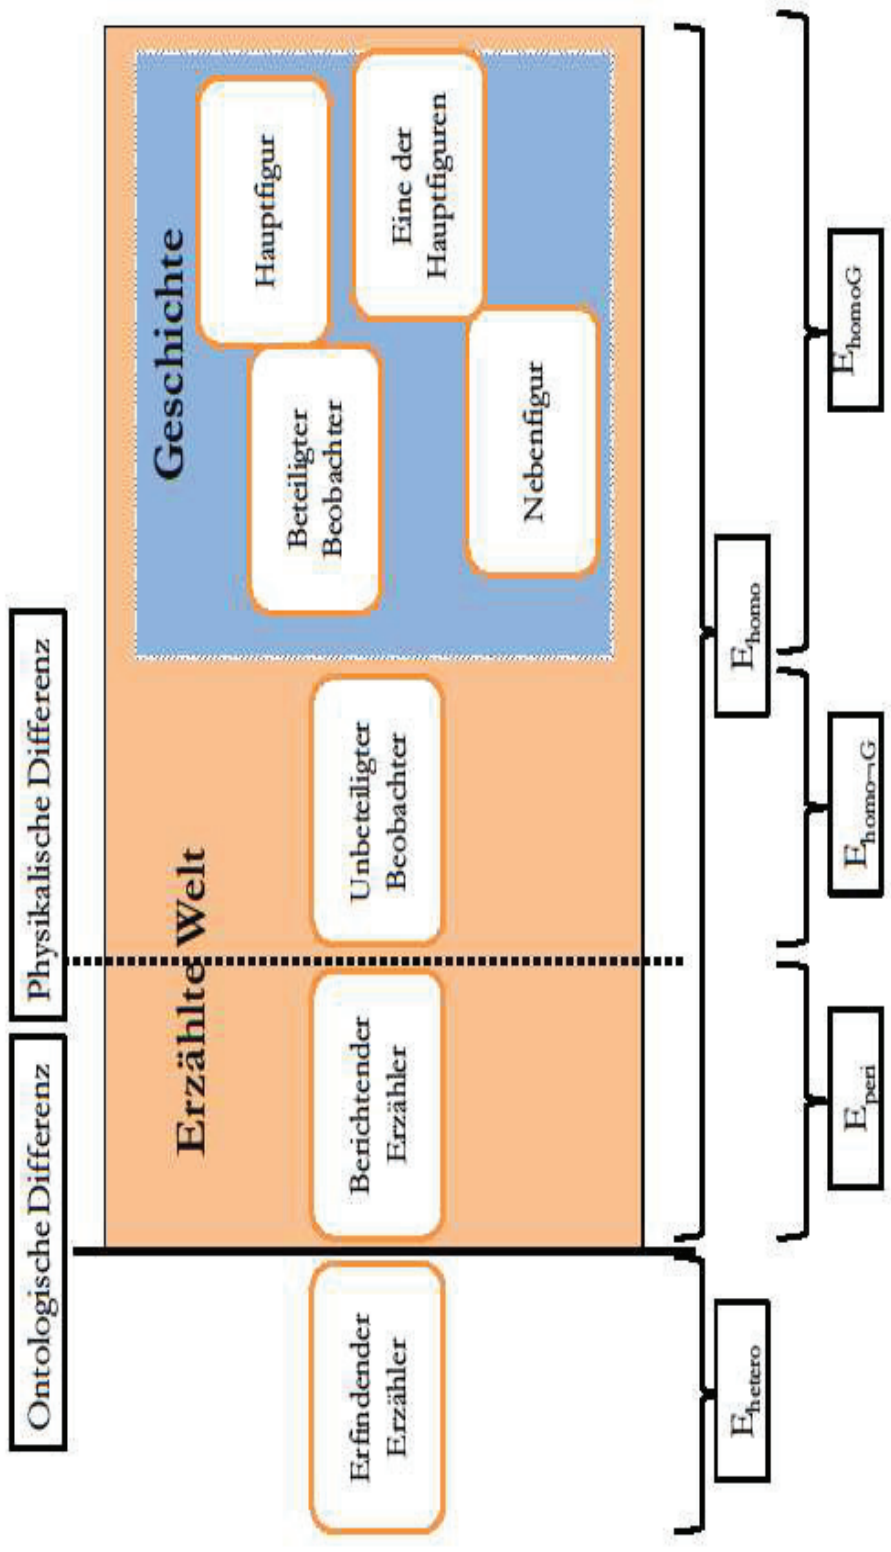 Ontologische Differenz
Physikalische Differenz
Erzählte Welt
Geschichte
Erfindender
Erzähler
Berichtender
Erzähler
Unbeteiligter
Beobachter
Beteiligter
Beobachter
Hauptfigur
Eine der
Hauptfiguren
Nebenfigur
Ehetero
Ehomo
Eperi
Ehomo¬G
EhomoG